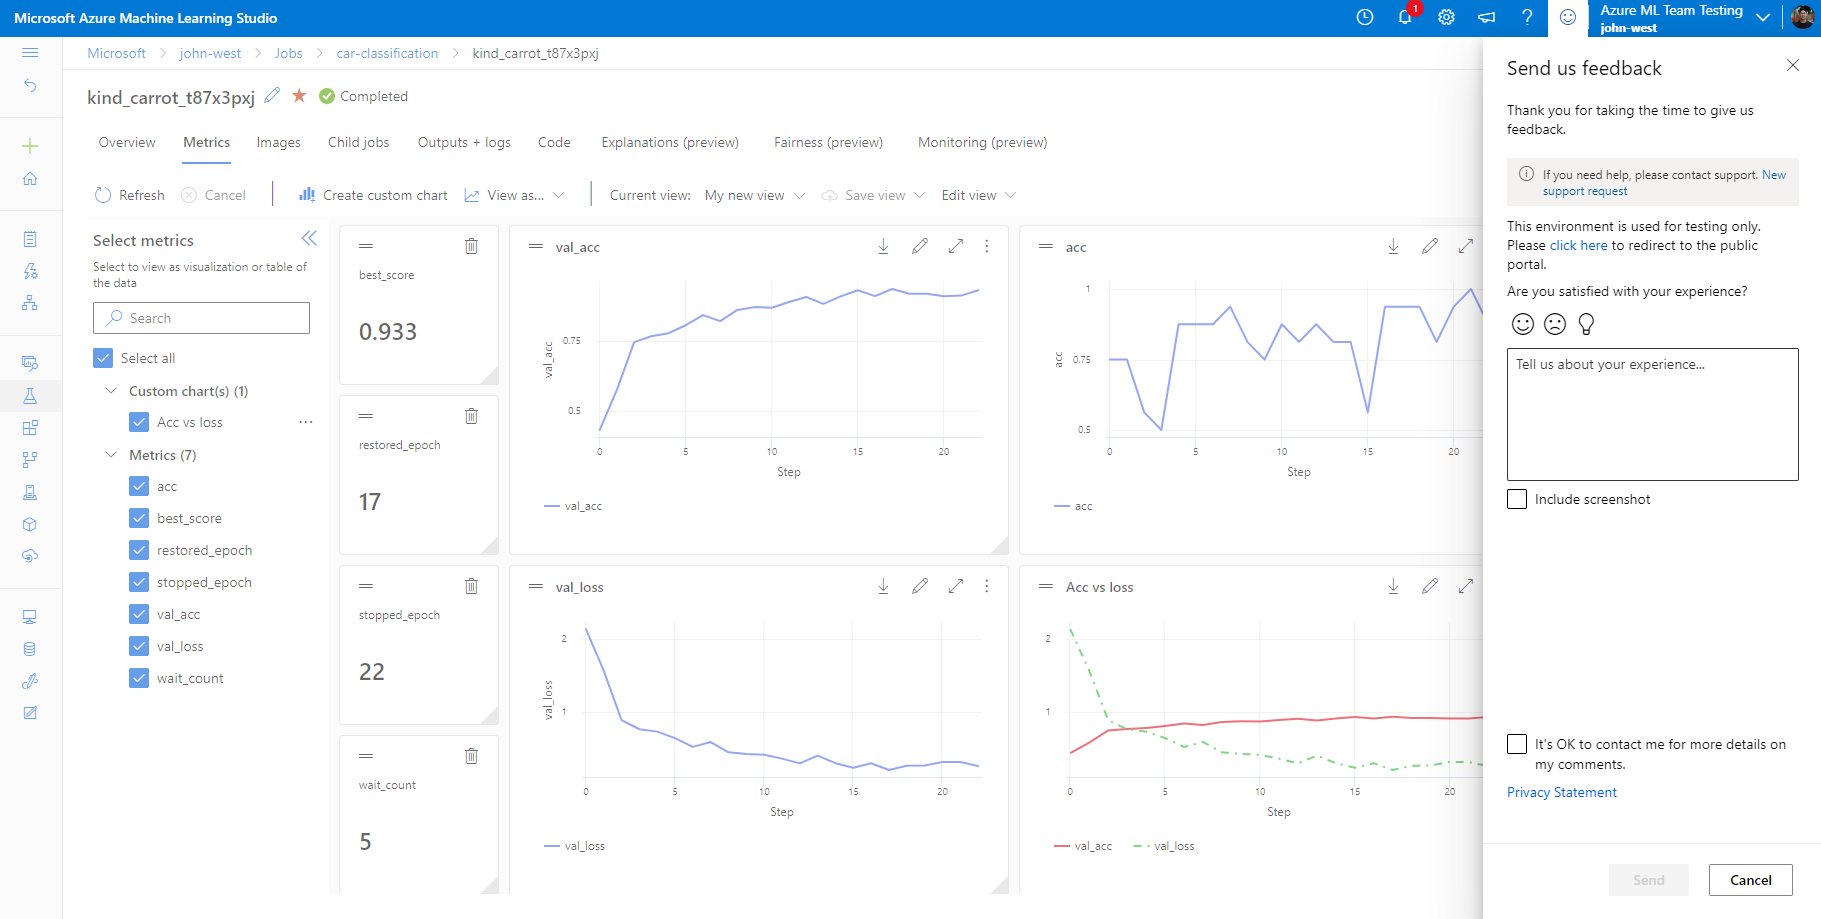 Microsoft Azure Machine Learning Studio
1
Azure ML Team Testing
john-west
Microsoft
john-west
Jobs
car-classification
kind_carrot_t87x3pxj
kind_carrot_t87x3pxj
Completed
Overview
Metrics
Images
Child jobs
Outputs + logs
Code
Explanations (preview)
Fairness (preview)
Monitoring (preview)
Refresh
Cancel
Create custom chart
View as...
Current view:
My new view
Save view
Edit view
Select metrics
Select to view as visualization or table of
the data
Search
Select all
Custom chart(s) (1)
Acc vs loss
Metrics (7)
acc
best_score
restored_epoch
stopped_epoch
val_acc
val_loss
wait_count
best_score
0.933
restored_epoch
17
stopped_epoch
22
wait_count
5
val_acc
val_acc
0.75
0.5
0
5
10
15
20
Step
val_acc
acc
acc
1
0.75
0.5
0
5
10
15
20
Step
acc
val_loss
val_loss
2
1
0
5
10
15
20
Step
val_loss
Acc vs loss
2
1
0
5
10
15
20
Step
val_acc
val_loss
Send us feedback
Thank you for taking the time to give us
feedback.
If you need help, please contact support. New
support request
This environment is used for testing only.
Please click here to redirect to the public
portal.
Are you satisfied with your experience?
Tell us about your experience...
Include screenshot
It's OK to contact me for more details on
my comments.
Privacy Statement
Send
Cancel